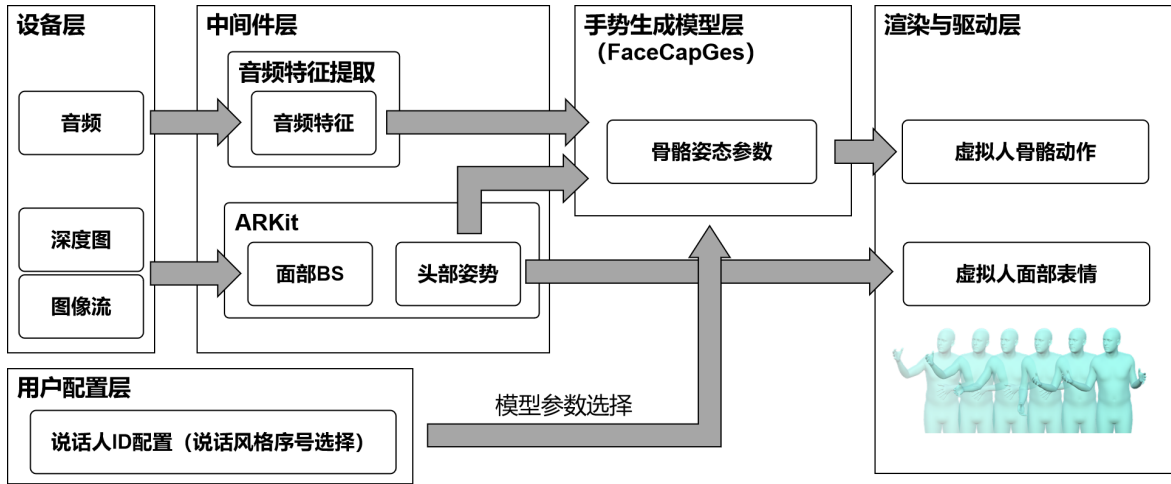 设备层
音频
深度图
图像流
中间件层
音频特征提取
音频特征
ARKit
面部BS
头部姿势
手势生成模型层
（FaceCapGes）
骨骼姿态参数
渲染与驱动层
虚拟人骨骼动作
虚拟人面部表情
用户配置层
说话人ID配置（说话风格序号选择）
模型参数选择